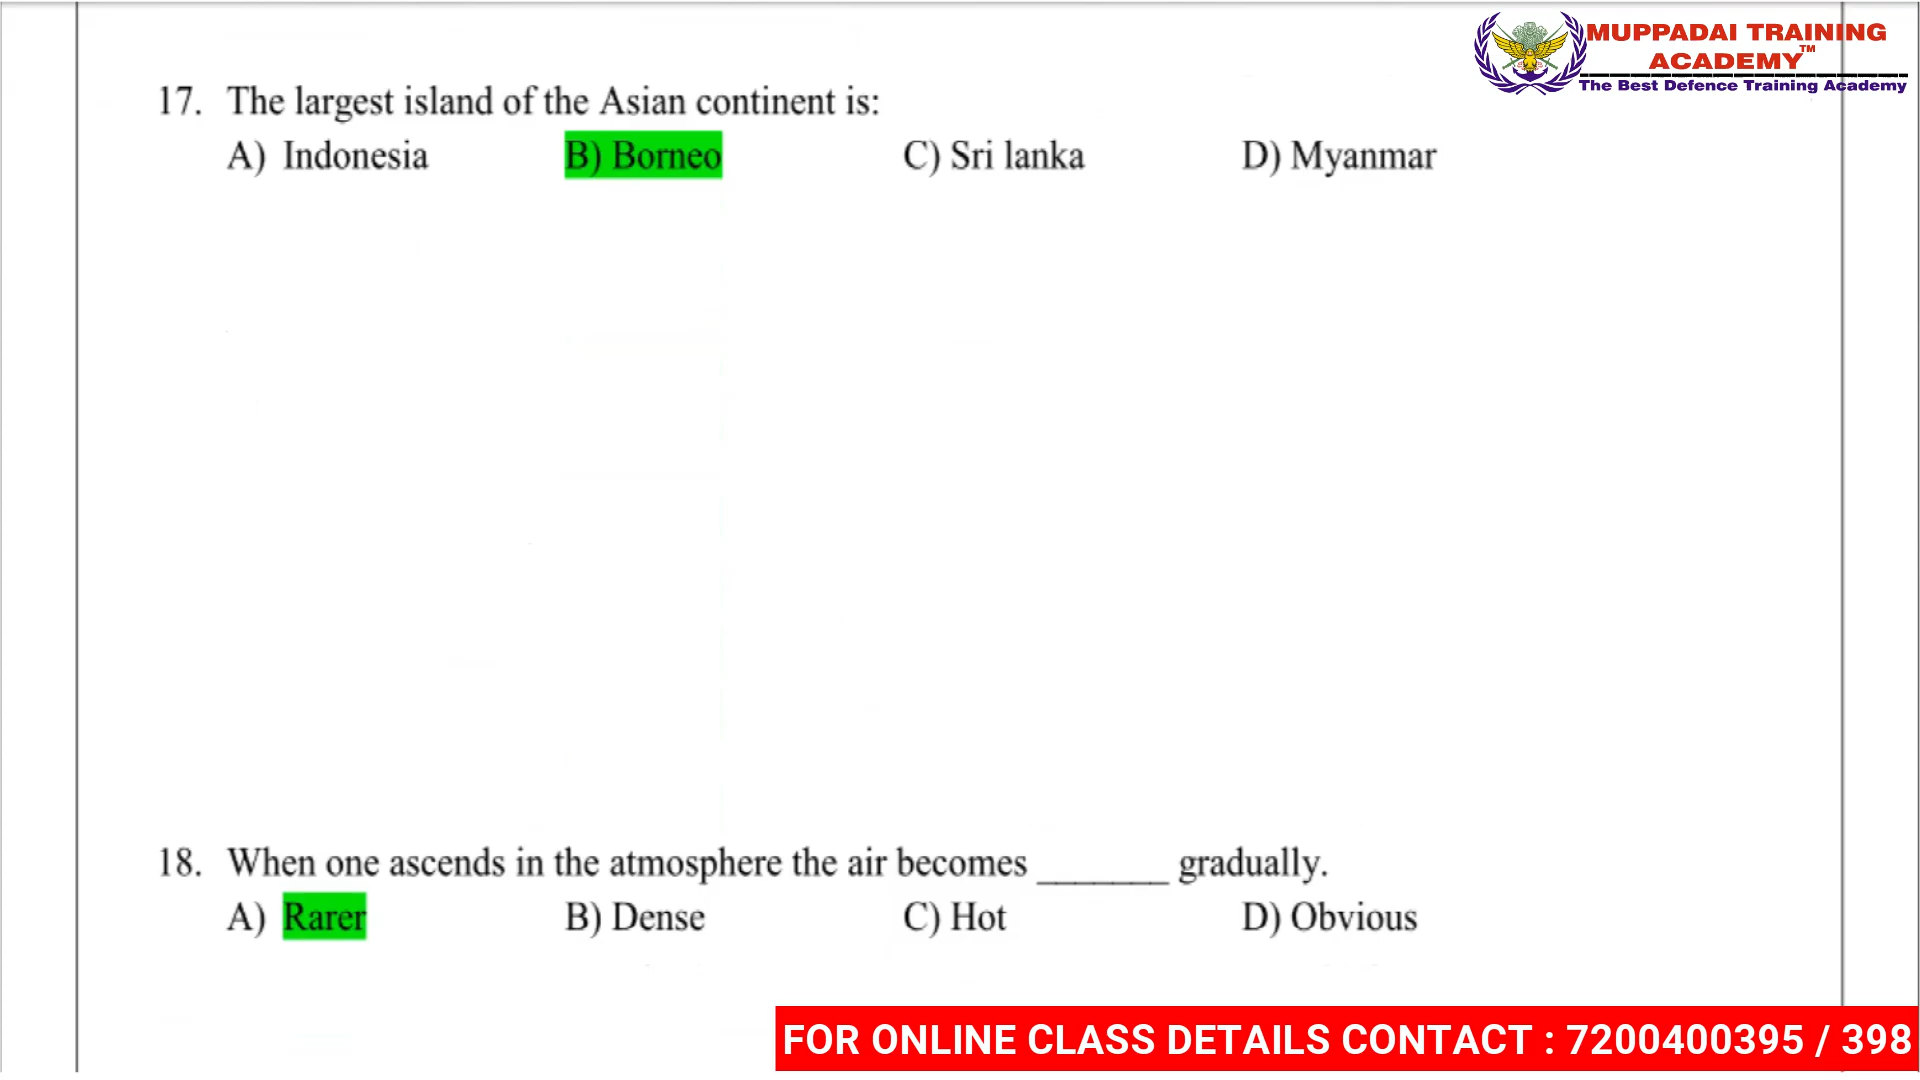 MUPPADAI TRAINING
ACADEMY™
The Best Defence Training Academy
17. The largest island of the Asian continent is:
A) Indonesia B) Borneo C) Sri lanka D) Myanmar
18. When one ascends in the atmosphere the air becomes _______ gradually.
A) Rarer B) Dense C) Hot D) Obvious
FOR ONLINE CLASS DETAILS CONTACT : 7200400395 / 398